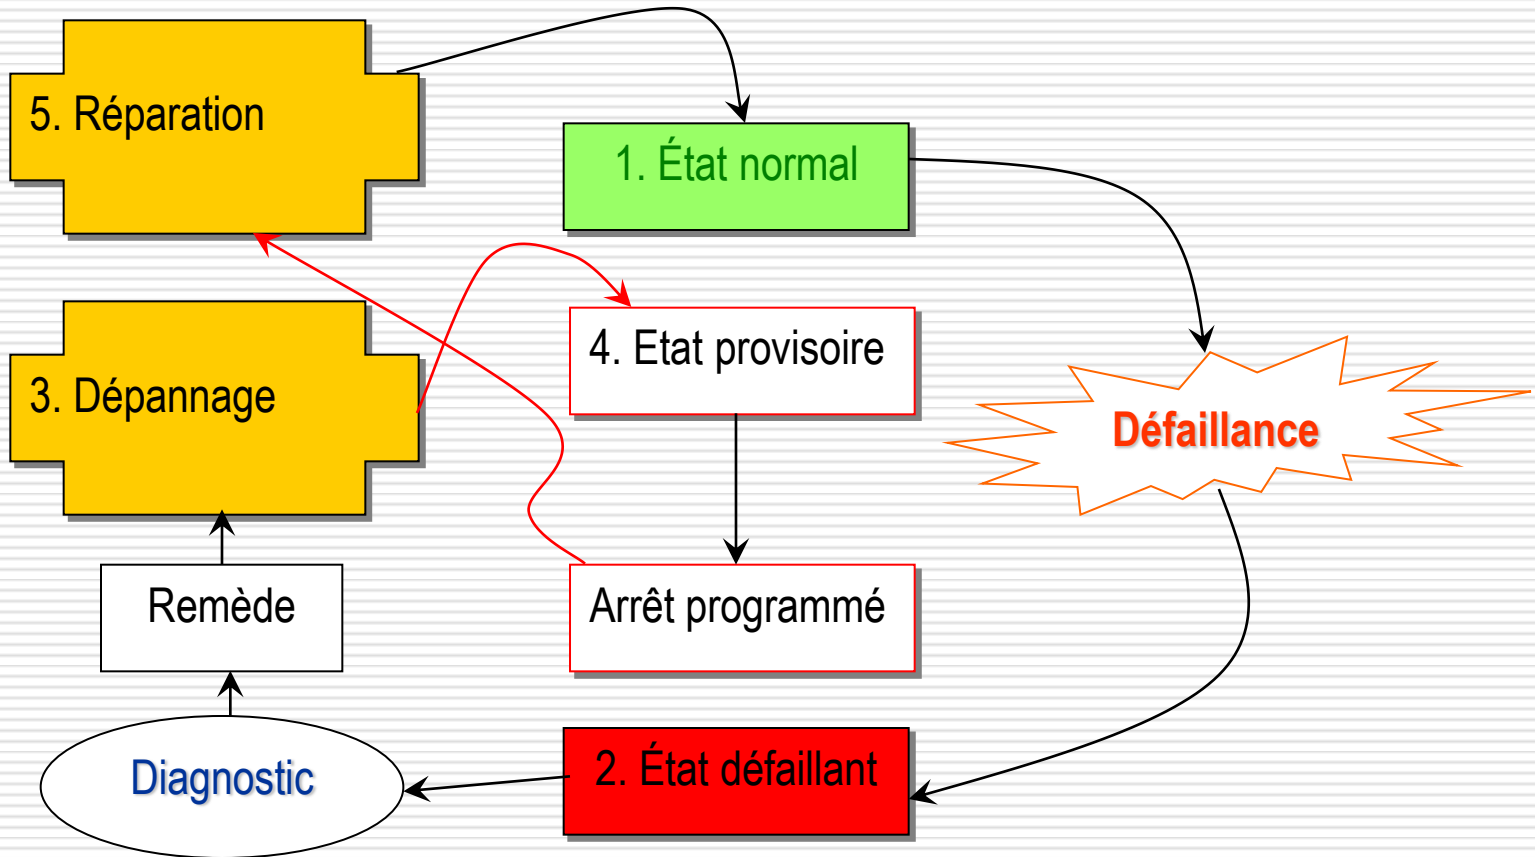 5. Réparation
1. État normal
4. Etat provisoire
3. Dépannage
Défaillance
Remède
Arrêt programmé
Diagnostic
2. État défaillant